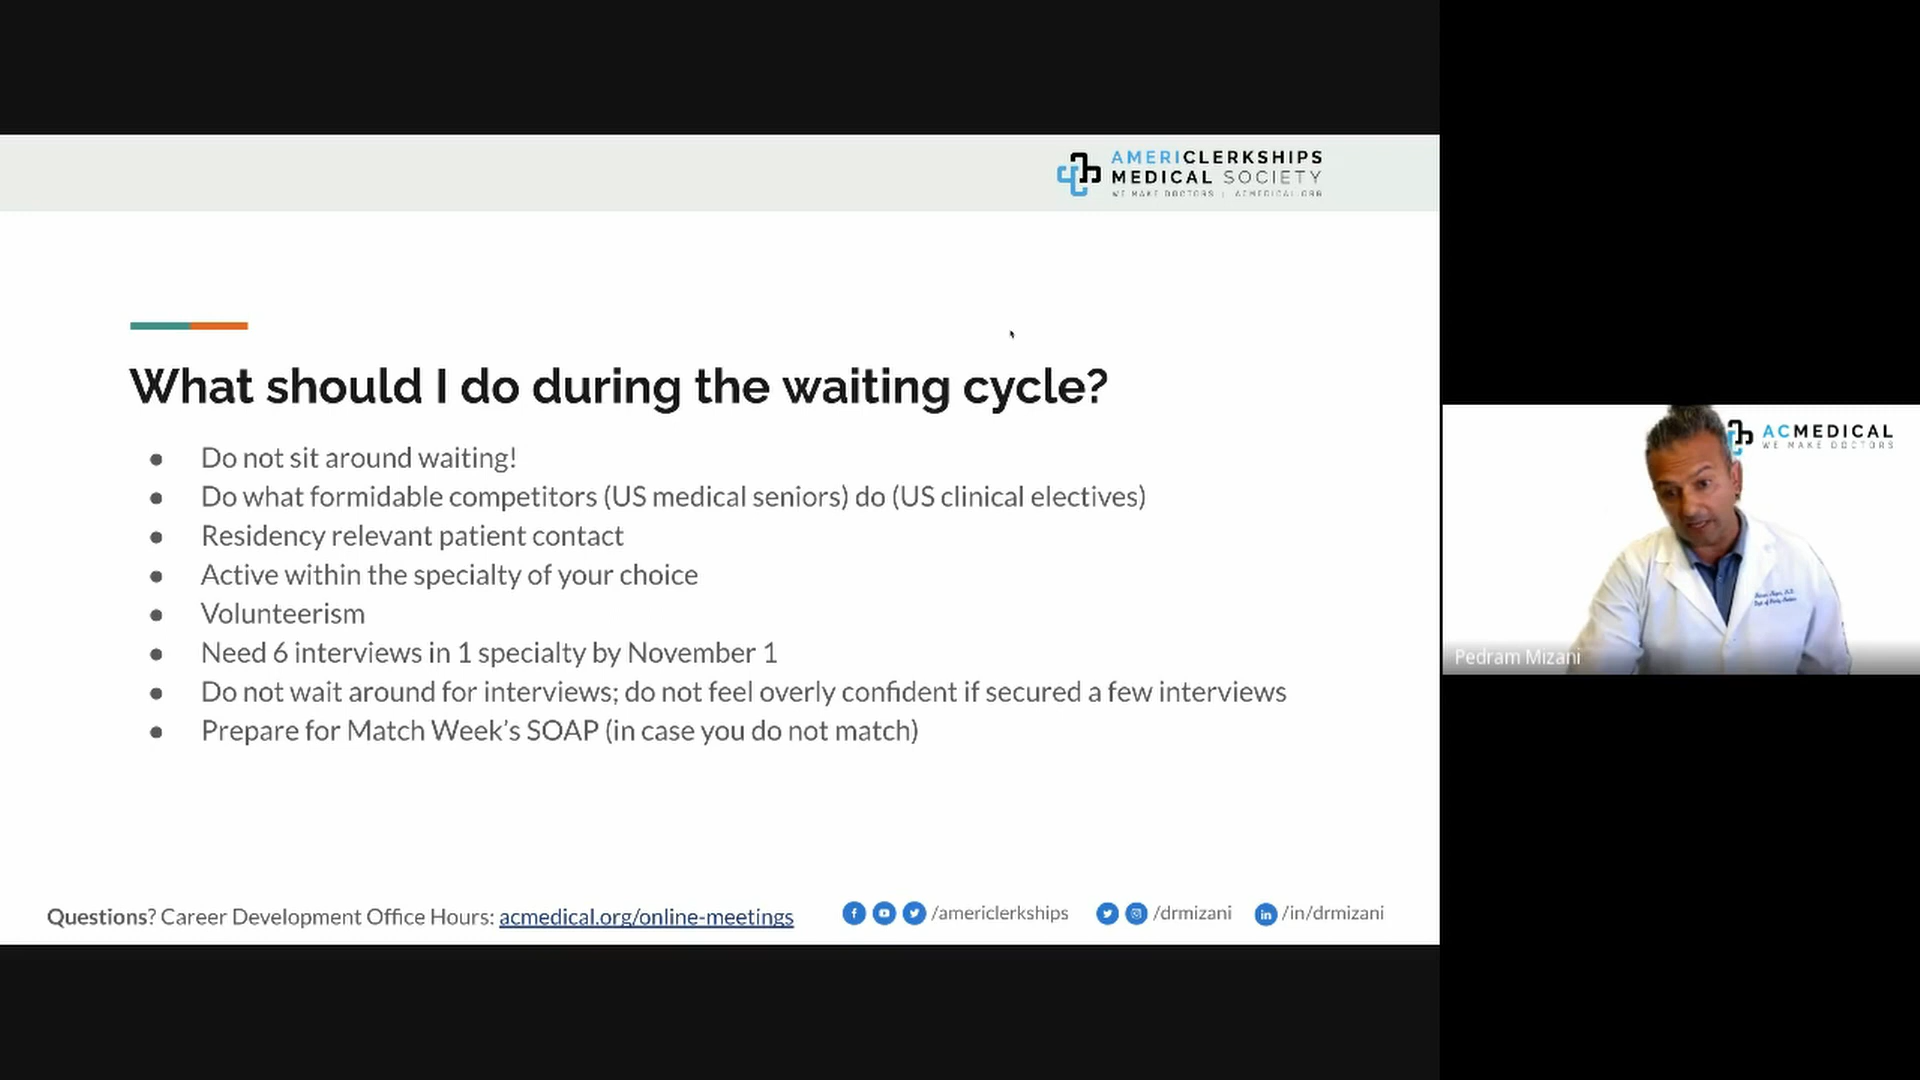 AMERICLERKSHIPS
MEDICAL SOCIETY
WE MAKE DOCTORS | ACMEDICAL.ORG
What should I do during the waiting cycle?
● Do not sit around waiting!
● Do what formidable competitors (US medical seniors) do (US clinical electives)
● Residency relevant patient contact
● Active within the specialty of your choice
● Volunteerism
● Need 6 interviews in 1 specialty by November 1
● Do not wait around for interviews; do not feel overly confident if secured a few interviews
● Prepare for Match Week’s SOAP (in case you do not match)
Questions? Career Development Office Hours: acmedical.org/online-meetings
/americlerkships
/drmizani
/in/drmizani
ACMEDICAL
WE MAKE DOCTORS
Pedram Mizani